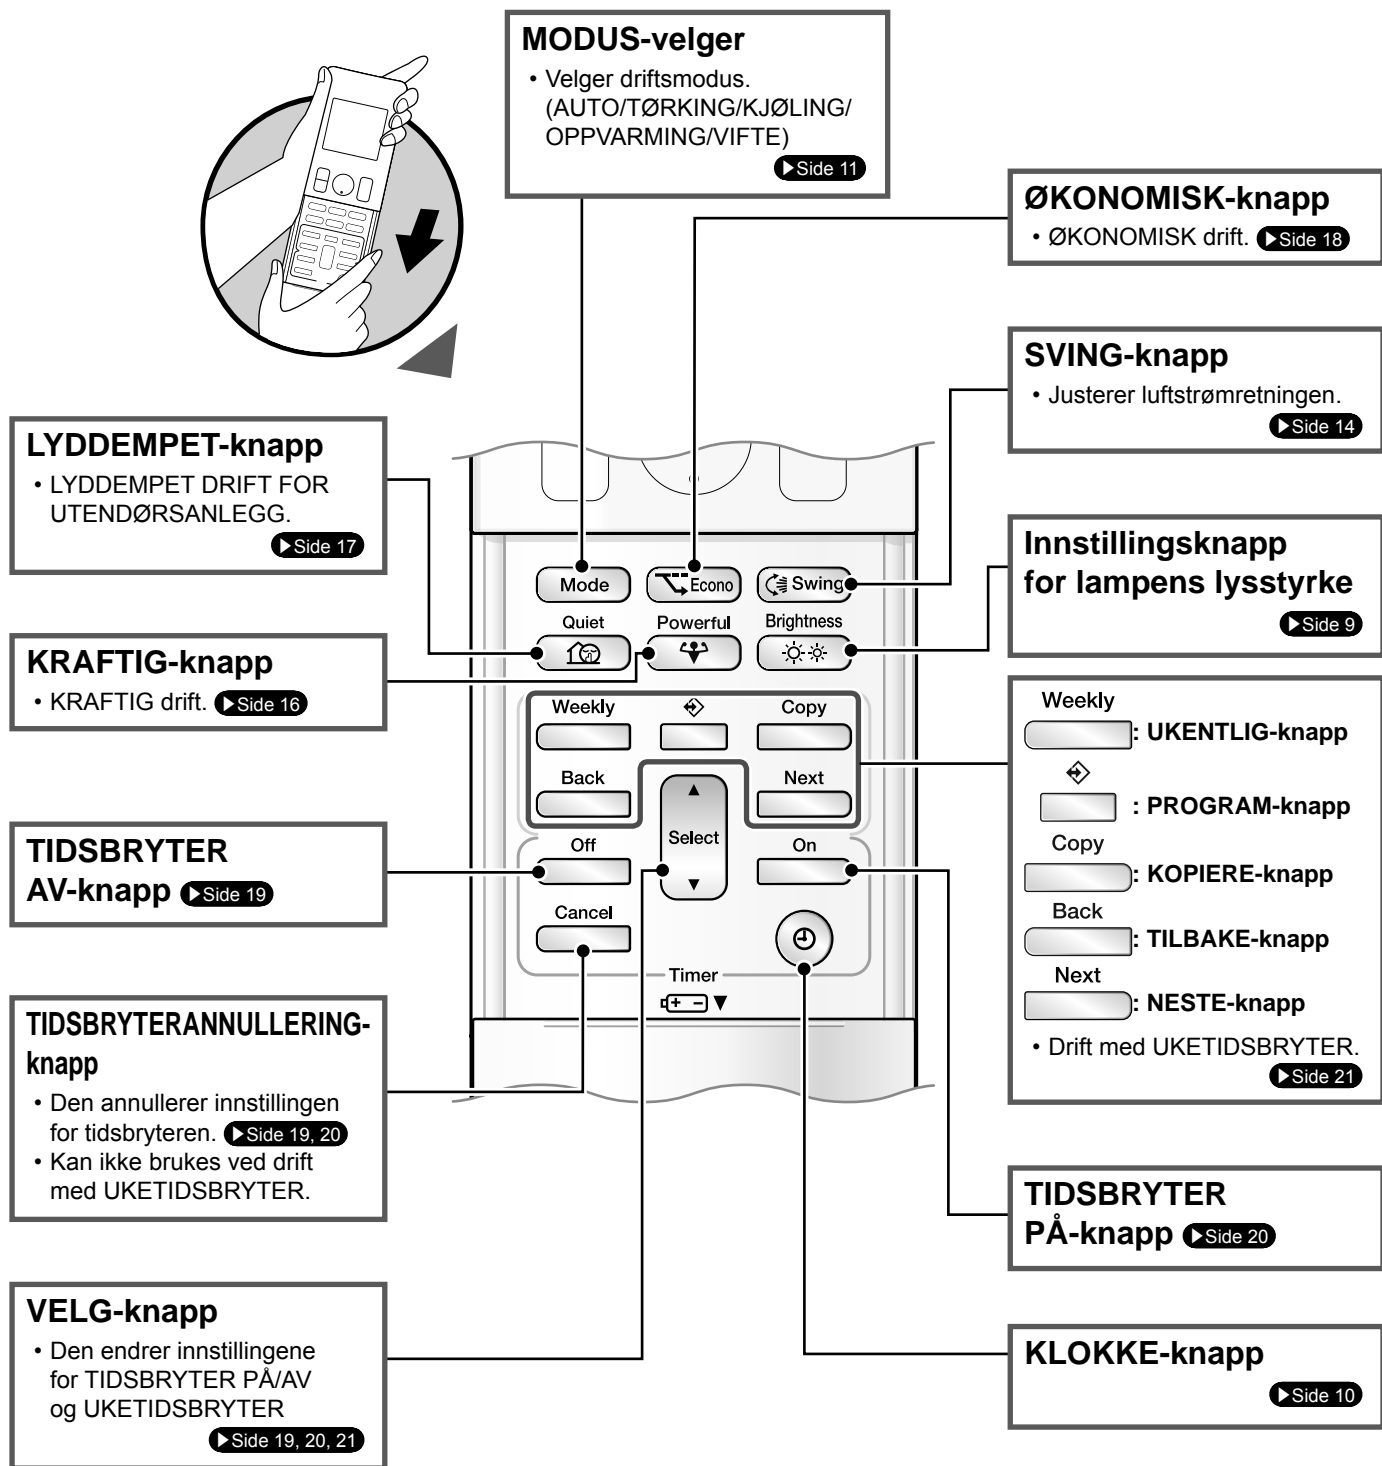 MODUS-velger
• Velger driftsmodus.
(AUTO/TØRKING/KJØLING/
OPPVARMING/VIFTE)
▶Side 11
ØKONOMISK-knapp
• ØKONOMISK drift. ▶Side 18
SVING-knapp
• Justerer luftstrømretningen.
▶Side 14
Innstillingsknapp
for lampens lysstyrke
▶Side 9
LYDDEMPET-knapp
• LYDDEMPET DRIFT FOR
UTENDØRSANLEGG.
▶Side 17
KRAFTIG-knapp
• KRAFTIG drift. ▶Side 16
TIDSBRYTER
AV-knapp ▶Side 19
TIDSBRYTERANNULLERING-
knapp
• Den annullerer innstillingen
for tidsbryteren. ▶Side 19, 20
• Kan ikke brukes ved drift
med UKETIDSBRYTER.
VELG-knapp
• Den endrer innstillingene
for TIDSBRYTER PÅ/AV
og UKETIDSBRYTER
▶Side 19, 20, 21
Mode Econo Swing
Quiet Powerful Brightness
Weekly Copy
Back Next
▲
Select
▼
Off On
Cancel
Timer
+ - ▼
Weekly
: UKENTLIG-knapp
: PROGRAM-knapp
Copy
: KOPIERE-knapp
Back
: TILBAKE-knapp
Next
: NESTE-knapp
• Drift med UKETIDSBRYTER.
▶Side 21
TIDSBRYTER
PÅ-knapp ▶Side 20
KLOKKE-knapp
▶Side 10